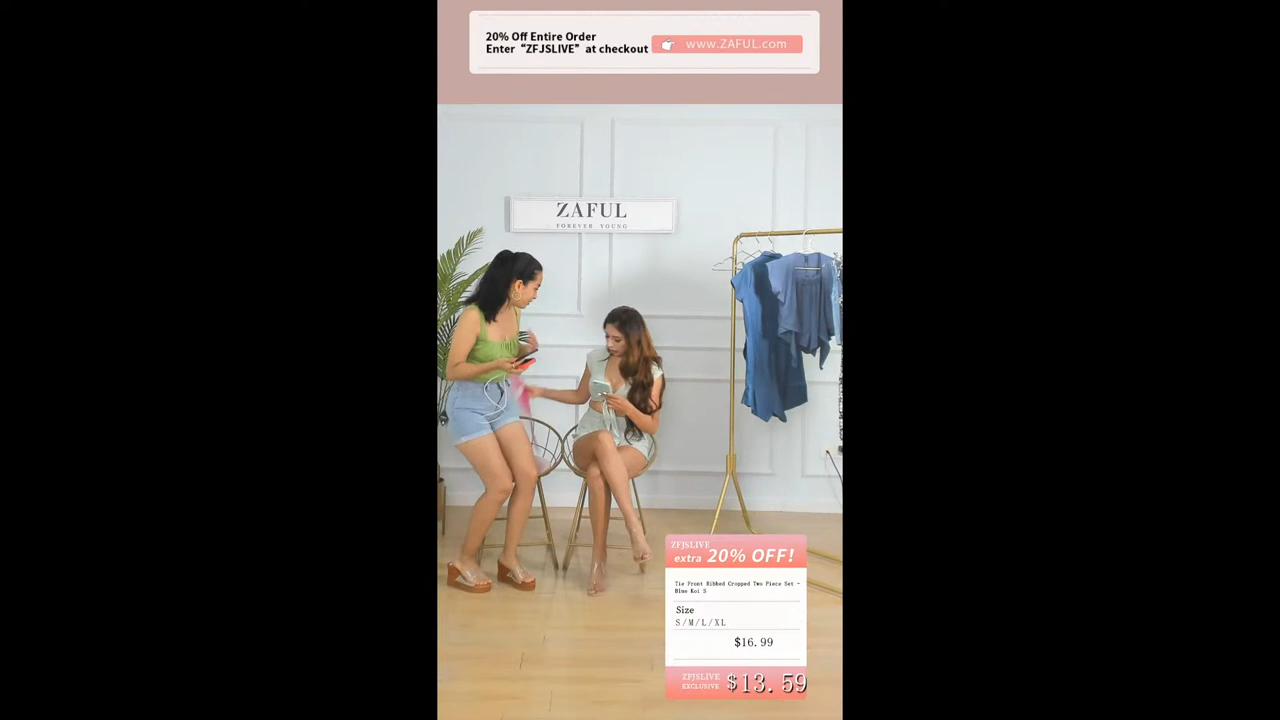 20% Off Entire Order
Enter “ZFJSLIVE” at checkout
www.ZAFUL.com
ZAFUL
FOREVER YOUNG
ZFJSLIVE
extra 20% OFF!
Tie Front Ribbed Cropped Two Piece Set -
Blue Koi S
Size
S/M/L/XL
$16.99
ZFJSLIVE
EXCLUSIVE
$13.59